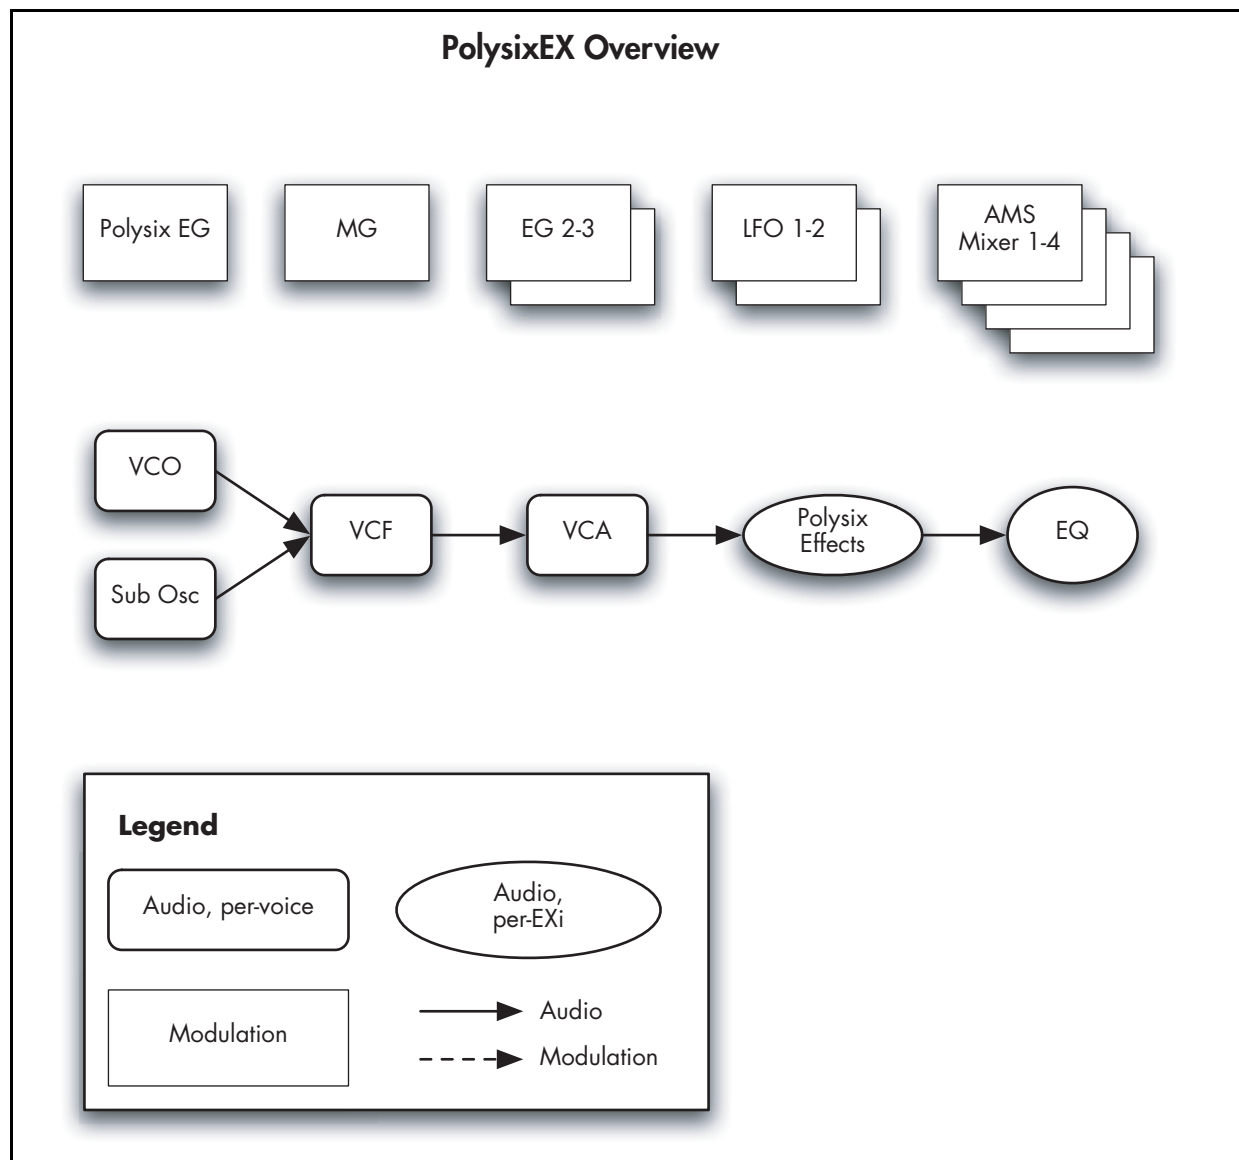 PolysixEX Overview
Polysix EG
MG
EG 2-3
LFO 1-2
AMS
Mixer 1-4
VCO
Sub Osc
VCF
VCA
Polysix
Effects
EQ
Legend
Audio, per-voice
Audio,
per-EXi
Modulation
Audio
Modulation